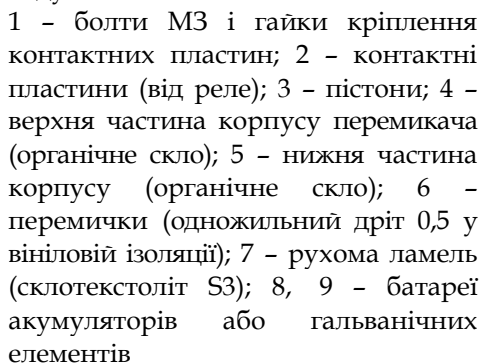 1 – болти М3 і гайки кріплення
контактних пластин; 2 – контактні
пластини (від реле); 3 – пістони; 4 –
верхня частина корпусу перемикача
(органічне скло); 5 – нижня частина
корпусу (органічне скло); 6 –
перемички (одножильний дріт 0,5 у
вініловій ізоляції); 7 – рухома ламель
(склотекстоліт S3); 8, 9 – батареї
акумуляторів або гальванічних
елементів